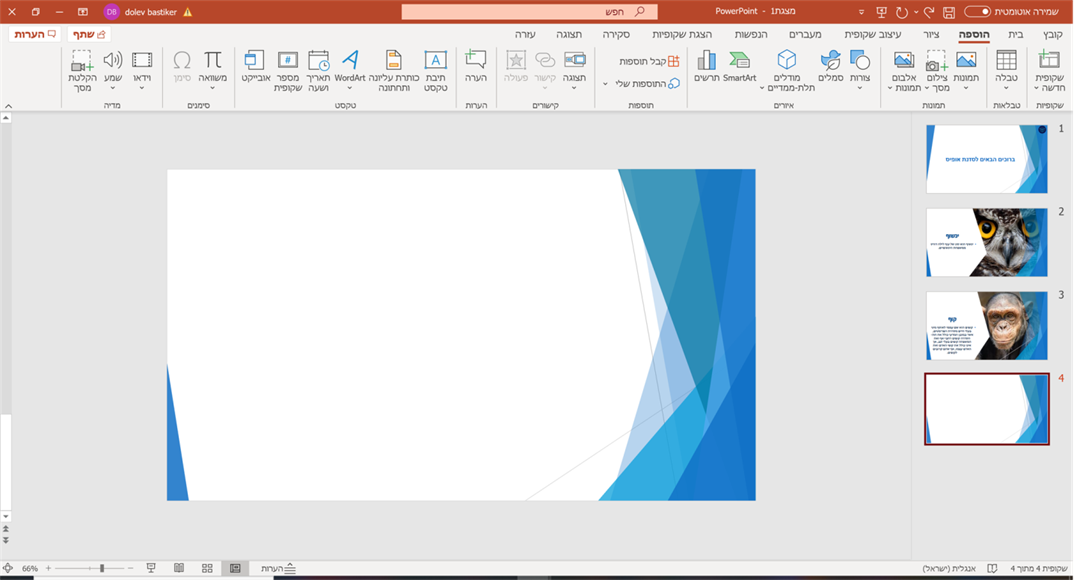 שמירה אוטומטית
מצגת1 - PowerPoint
חפש
dolev bastiker
DB
קובץ
בית
הוספה
ציור
עיצוב שקופית
מעברים
הנפשות
הצגת שקופיות
סקירה
תצוגה
עזרה
שתף
הערות
שקופית
חדשה
טבלה
תמונות
צילום
מסך
אלבום
תמונות
צורות
סמלים
מודלים
תלת-ממדיים
SmartArt
תרשים
קבל תוספות
התוספות שלי
תצוגה
קישור
פעולה
הערה
תיבת
טקסט
כותרת עליונה
ותחתונה
WordArt
תאריך
ושעה
מספר
שקופית
אובייקט
משוואה
סימן
וידאו
שמע
הקלטת
מסך
שקופיות
טבלאות
תמונות
איורים
תוספות
קישורים
הערות
טקסט
סימנים
מדיה
1
ברוכים הבאים לסדנת אופיס
2
ינשוף
3
קוף
4
שקופית 4 מתוך 4
אנגלית (ישראל)
הערות
66%